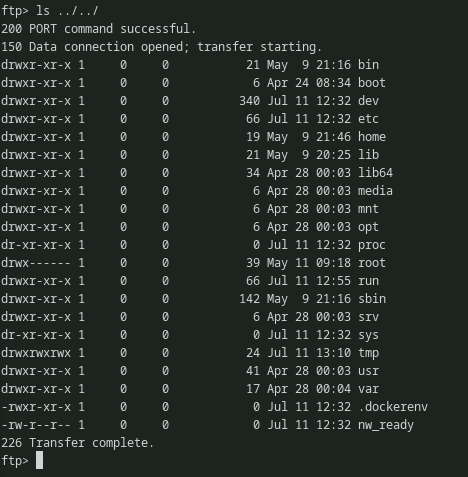 ftp> ls ../../
200 PORT command successful.
150 Data connection opened; transfer starting.
drwxr-xr-x 1     0     0           21 May  9 21:16 bin
drwxr-xr-x 1     0     0            6 Apr 24 08:34 boot
drwxr-xr-x 1     0     0          340 Jul 11 12:32 dev
drwxr-xr-x 1     0     0           66 Jul 11 12:32 etc
drwxr-xr-x 1     0     0           19 May  9 21:46 home
drwxr-xr-x 1     0     0           21 May  9 20:25 lib
drwxr-xr-x 1     0     0           34 Apr 28 00:03 lib64
drwxr-xr-x 1     0     0            6 Apr 28 00:03 media
drwxr-xr-x 1     0     0            6 Apr 28 00:03 mnt
drwxr-xr-x 1     0     0            6 Apr 28 00:03 opt
dr-xr-xr-x 1     0     0            0 Jul 11 12:32 proc
drwx------ 1     0     0           39 May 11 09:18 root
drwxr-xr-x 1     0     0           66 Jul 11 12:55 run
drwxr-xr-x 1     0     0          142 May  9 21:16 sbin
drwxr-xr-x 1     0     0            6 Apr 28 00:03 srv
dr-xr-xr-x 1     0     0            0 Jul 11 12:32 sys
drwxrwxrwx 1     0     0           24 Jul 11 13:10 tmp
drwxr-xr-x 1     0     0           41 Apr 28 00:03 usr
drwxr-xr-x 1     0     0           17 Apr 28 00:04 var
-rwxr-xr-x 1     0     0            0 Jul 11 12:32 .dockerenv
-rw-r--r-- 1     0     0            0 Jul 11 12:32 nw_ready
226 Transfer complete.
ftp>